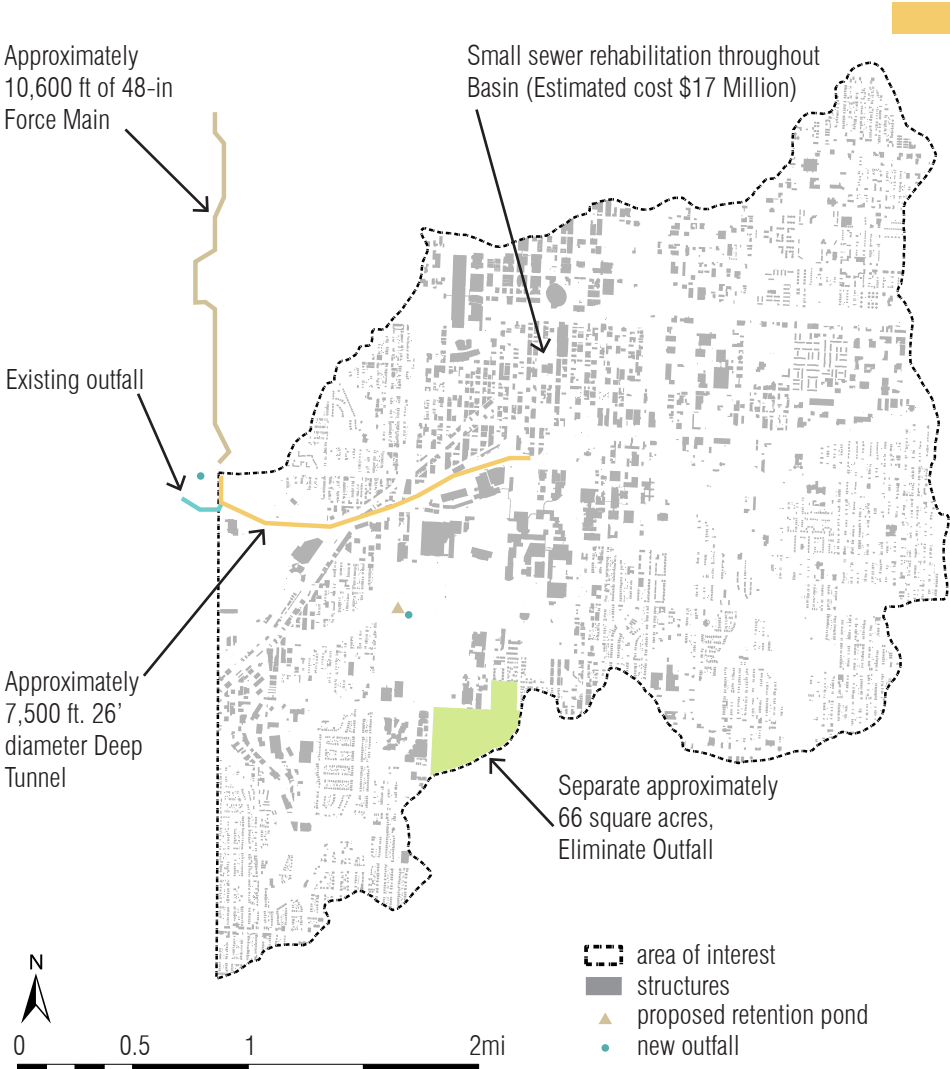 Approximately
10,600 ft of 48-in
Force Main
Small sewer rehabilitation throughout
Basin (Estimated cost $17 Million)
Existing outfall
Approximately
7,500 ft. 26’
diameter Deep
Tunnel
Separate approximately
66 square acres,
Eliminate Outfall
area of interest
structures
proposed retention pond
new outfall
N
0 0.5 1 2mi